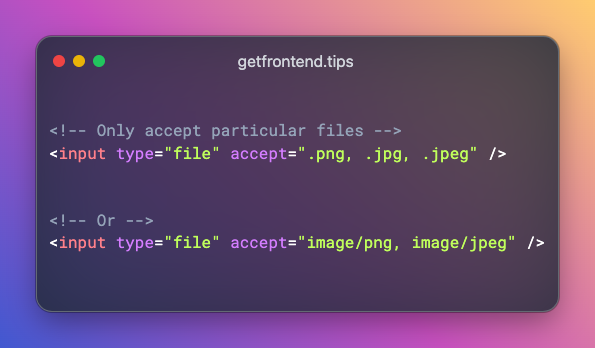 getfrontend.tips
<!-- Only accept particular files -->
<input type="file" accept=".png, .jpg, .jpeg" />
<!-- Or -->
<input type="file" accept="image/png, image/jpeg" />